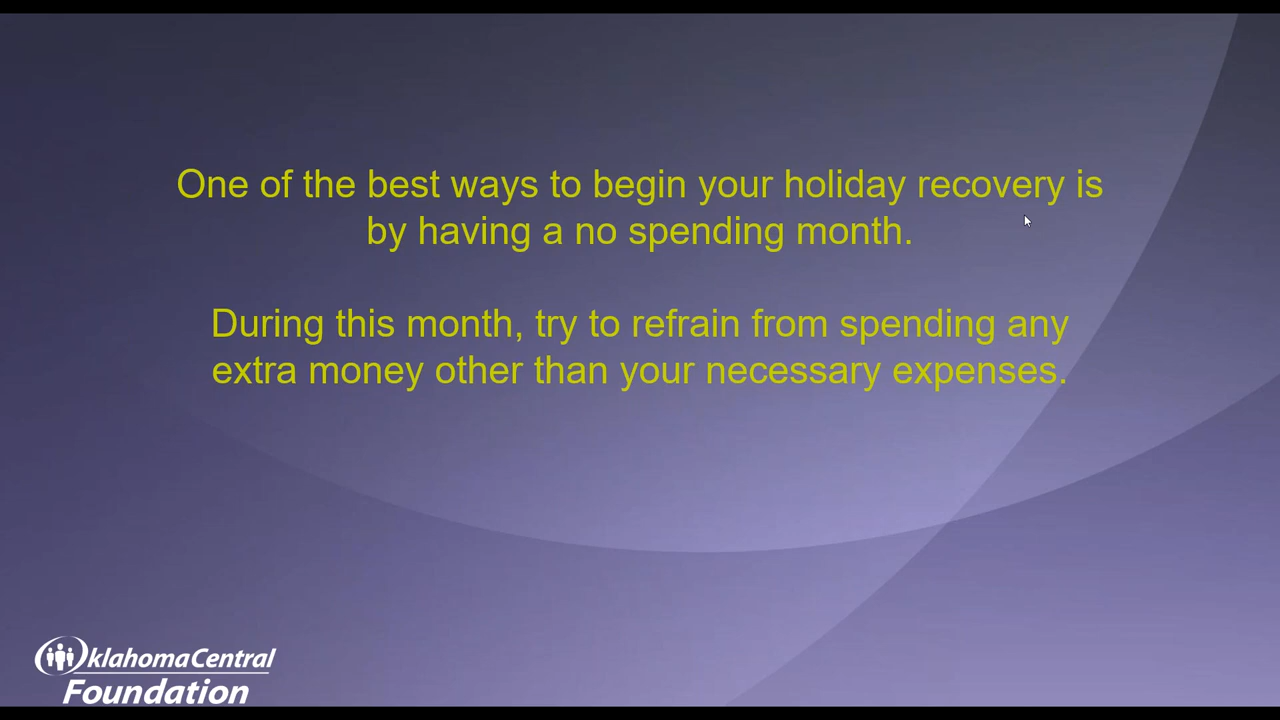 One of the best ways to begin your holiday recovery is
by having a no spending month.
During this month, try to refrain from spending any
extra money other than your necessary expenses.
OklahomaCentral
Foundation